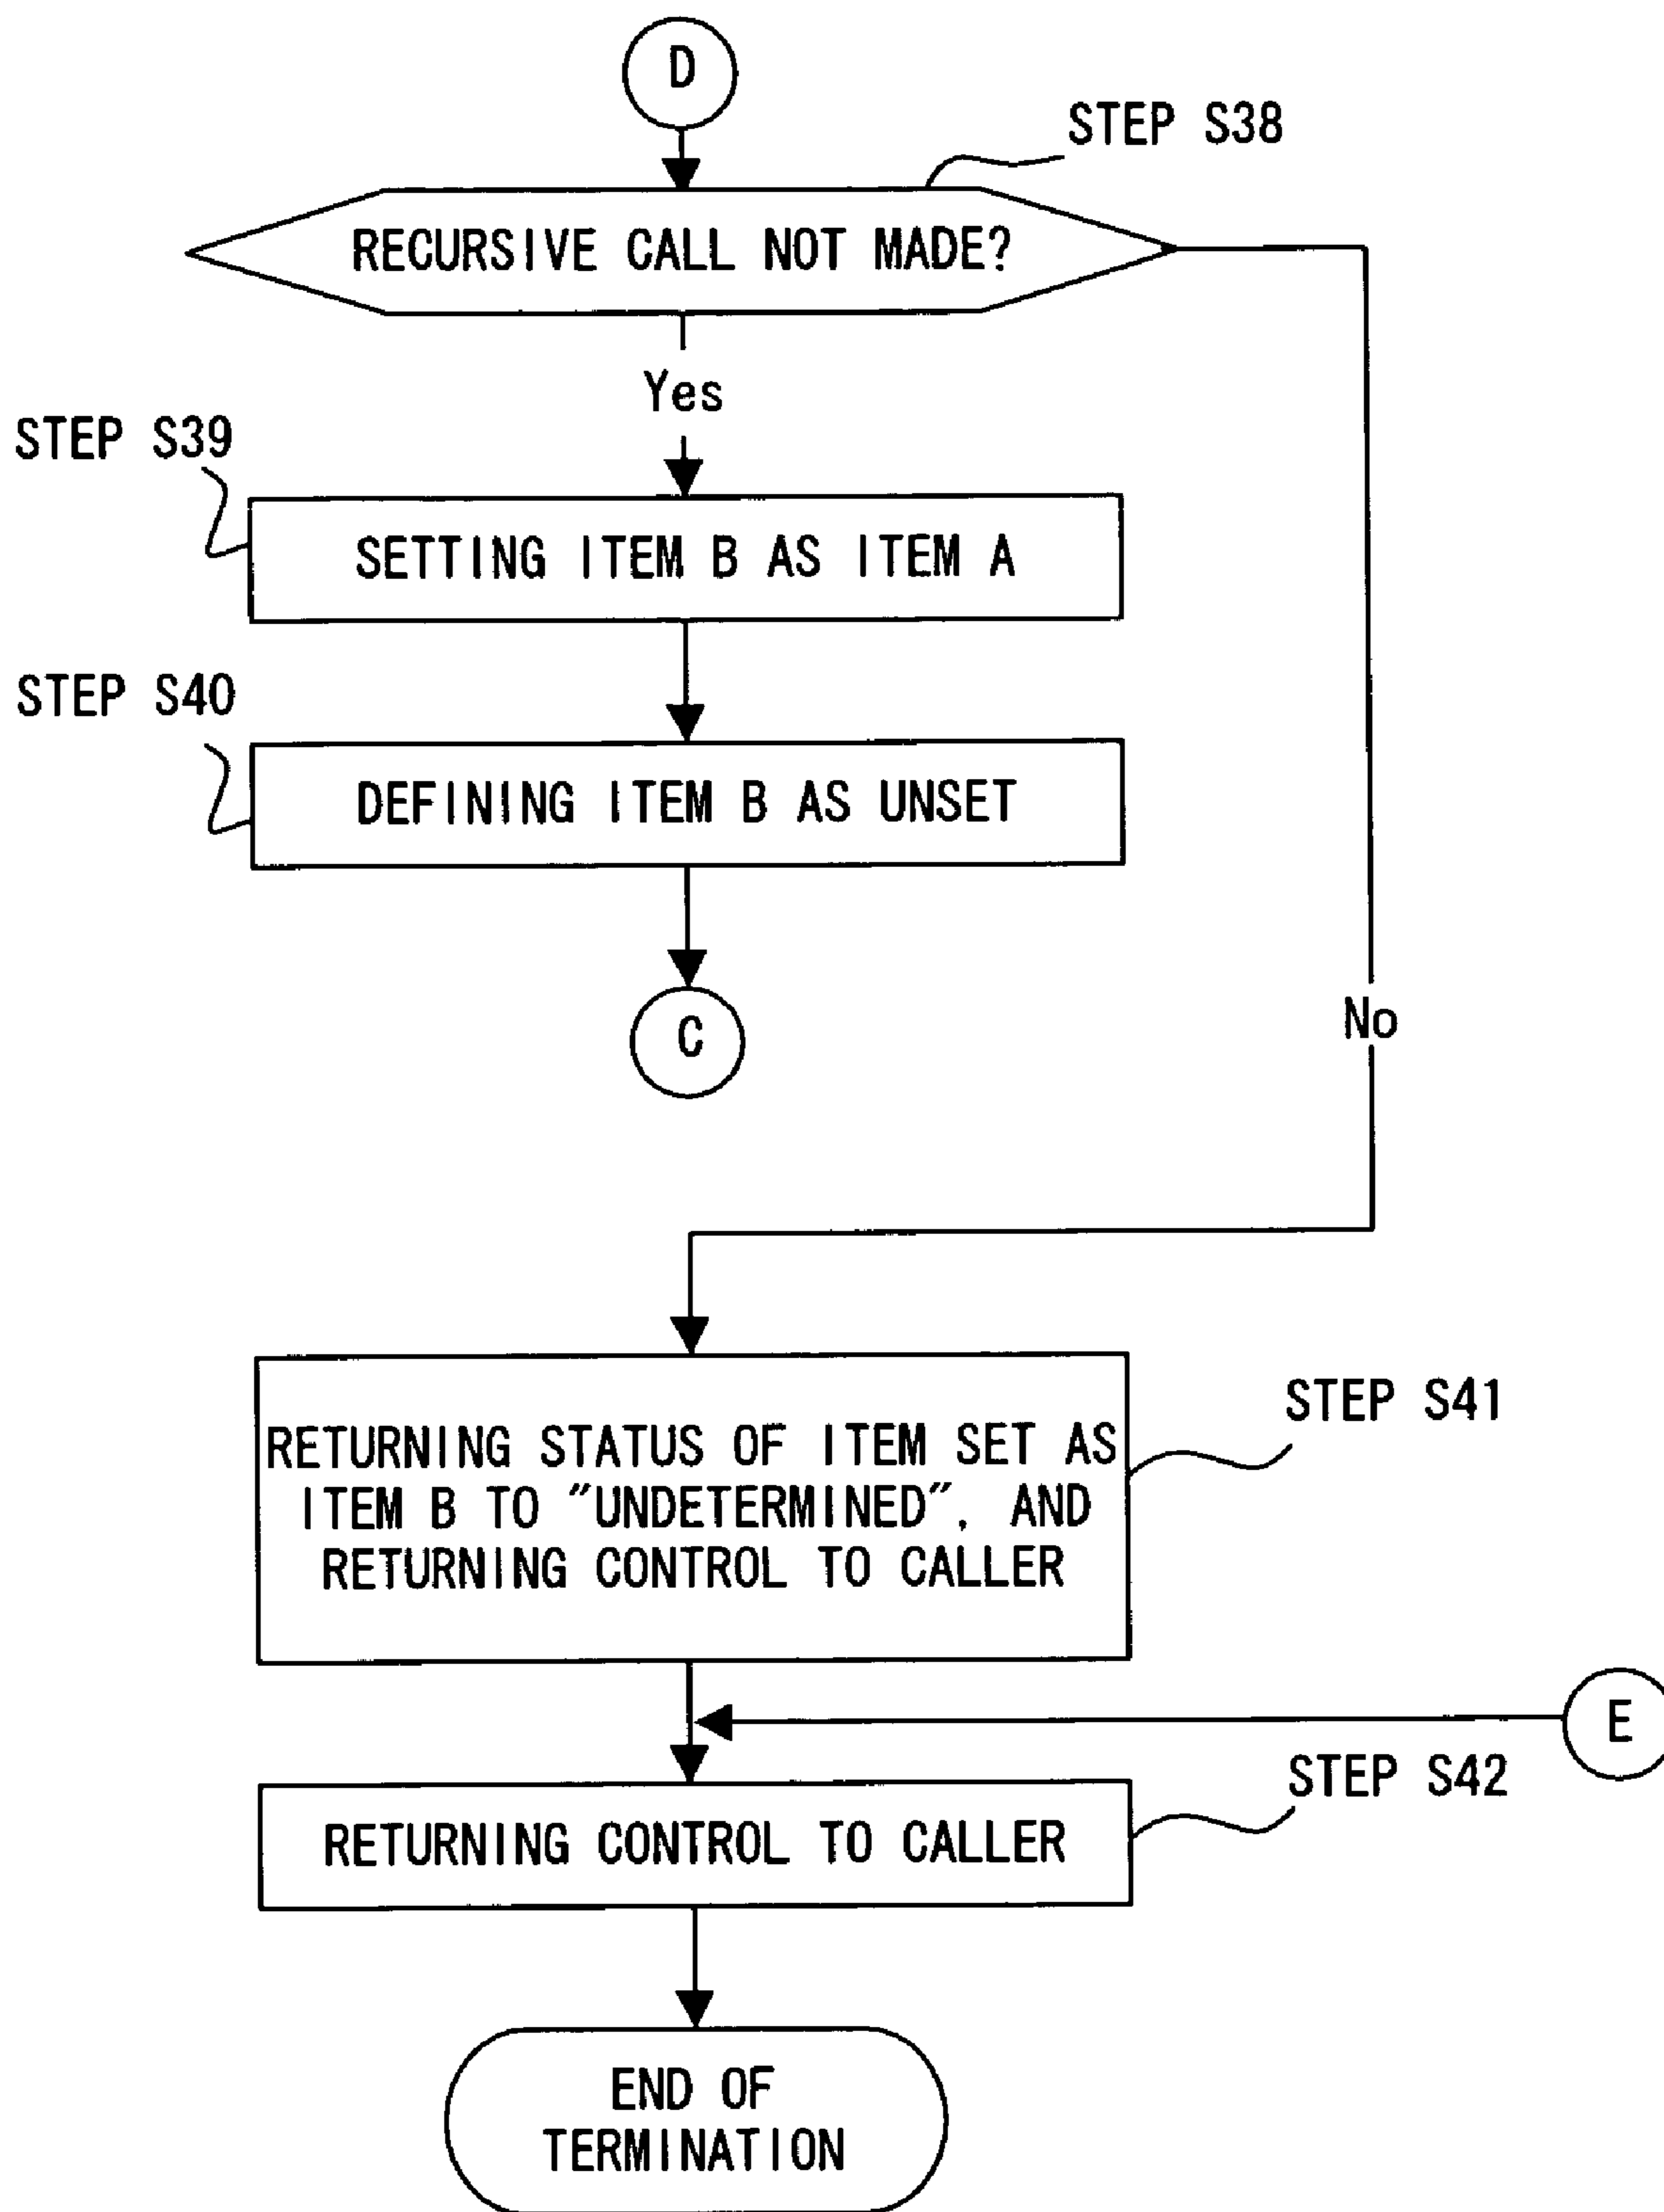 D
STEP S38
RECURSIVE CALL NOT MADE?
Yes
STEP S39
SETTING ITEM B AS ITEM A
STEP S40
DEFINING ITEM B AS UNSET
C
No
STEP S41
RETURNING STATUS OF ITEM SET AS
ITEM B TO "UNDETERMINED", AND
RETURNING CONTROL TO CALLER
E
STEP S42
RETURNING CONTROL TO CALLER
END OF
TERMINATION